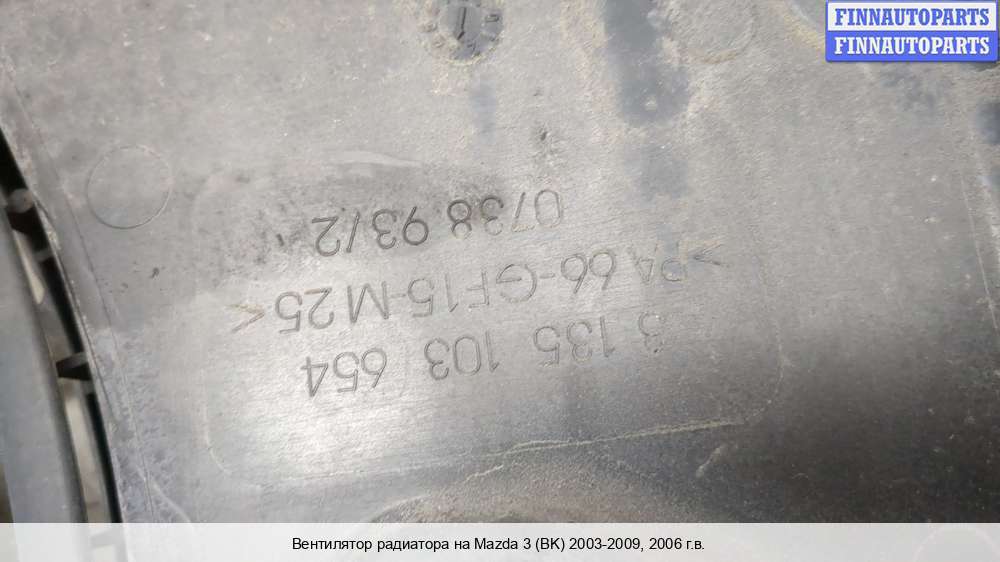 FINNAUTOPARTS
FINNAUTOPARTS
3 135 103 654
>PA 66-GF15-M25<
0738 93/2
Вентилятор радиатора на Mazda 3 (BK) 2003-2009, 2006 г.в.